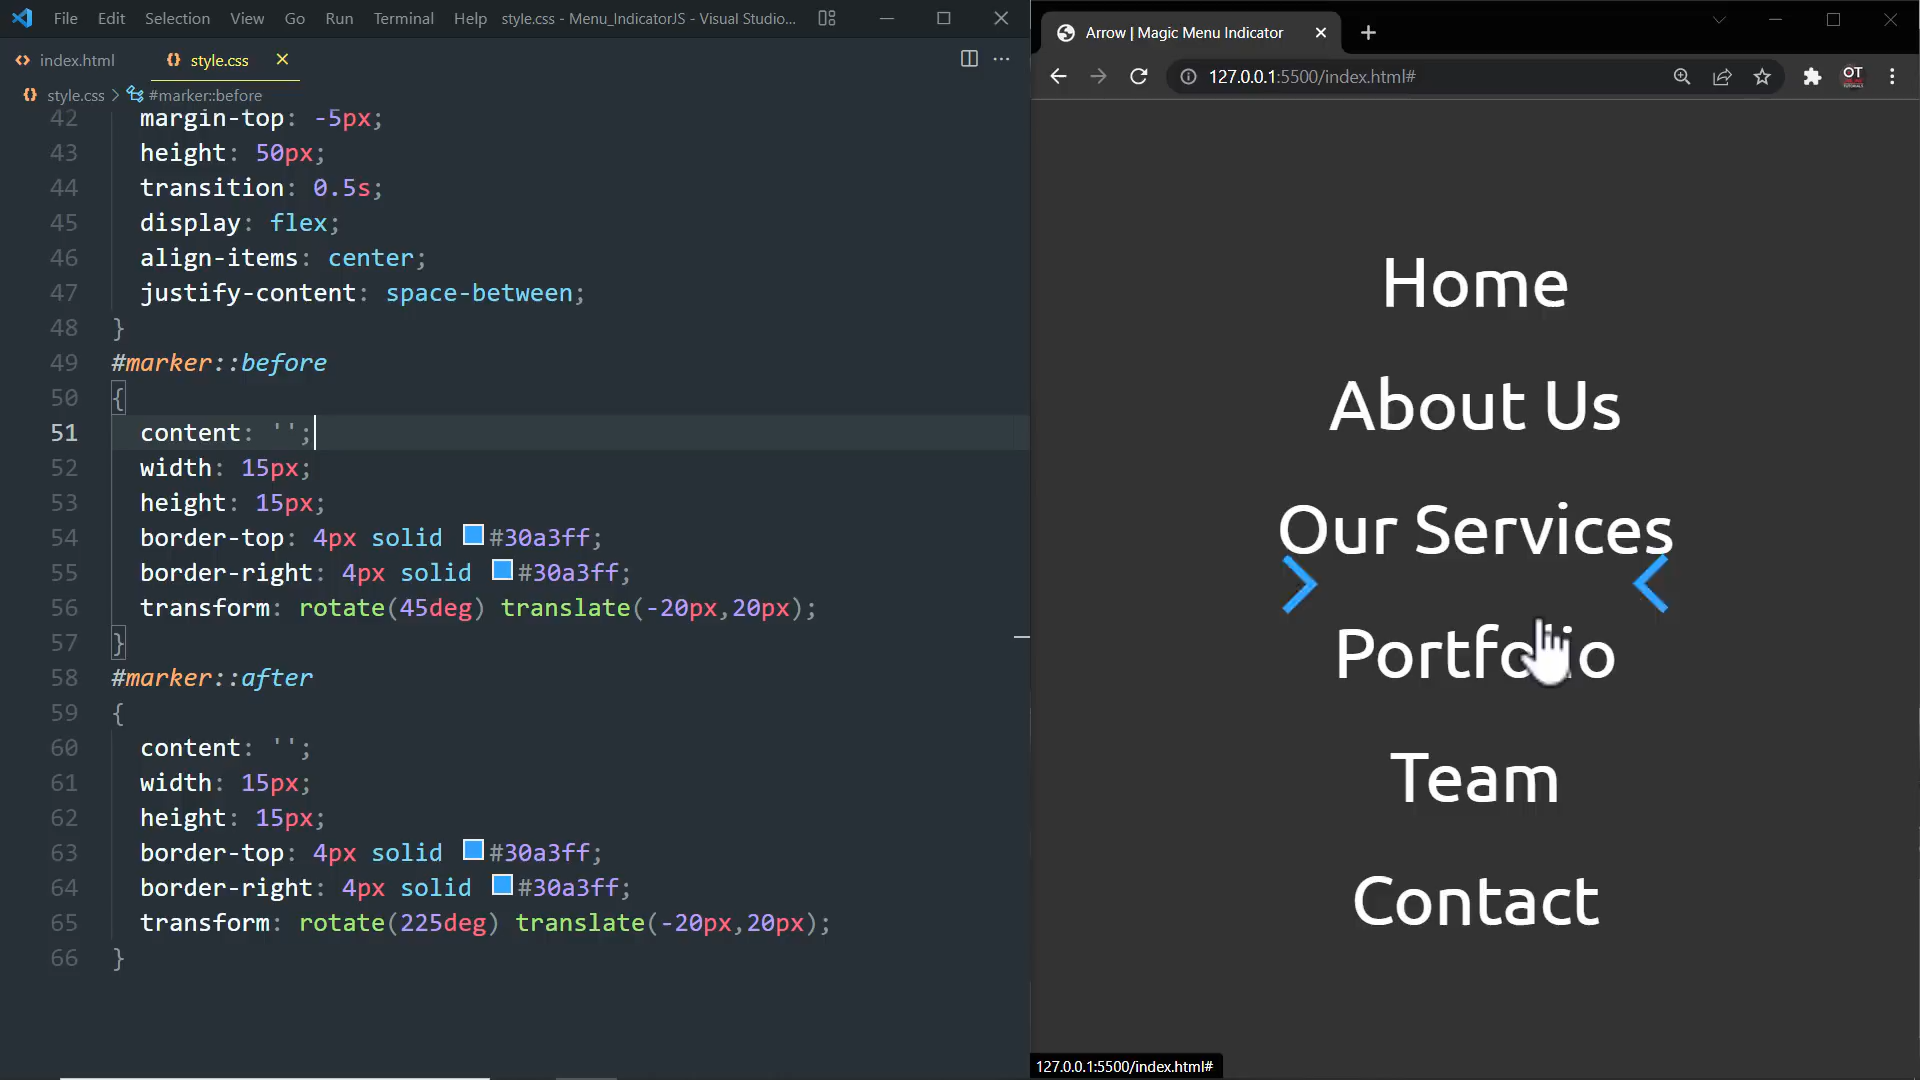 File Edit Selection View Go Run Terminal Help style.css - Menu_IndicatorJS - Visual Studio...
index.html style.css
style.css > #marker::before
42 margin-top: -5px;
43 height: 50px;
44 transition: 0.5s;
45 display: flex;
46 align-items: center;
47 justify-content: space-between;
48 }
49 #marker::before
50 {
51 content: '';
52 width: 15px;
53 height: 15px;
54 border-top: 4px solid #30a3ff;
55 border-right: 4px solid #30a3ff;
56 transform: rotate(45deg) translate(-20px,20px);
57 }
58 #marker::after
59 {
60 content: '';
61 width: 15px;
62 height: 15px;
63 border-top: 4px solid #30a3ff;
64 border-right: 4px solid #30a3ff;
65 transform: rotate(225deg) translate(-20px,20px);
66 }
Arrow | Magic Menu Indicator
127.0.0.1:5500/index.html#
OT
Home
About Us
Our Services
Portfolio
Team
Contact
127.0.0.1:5500/index.html#